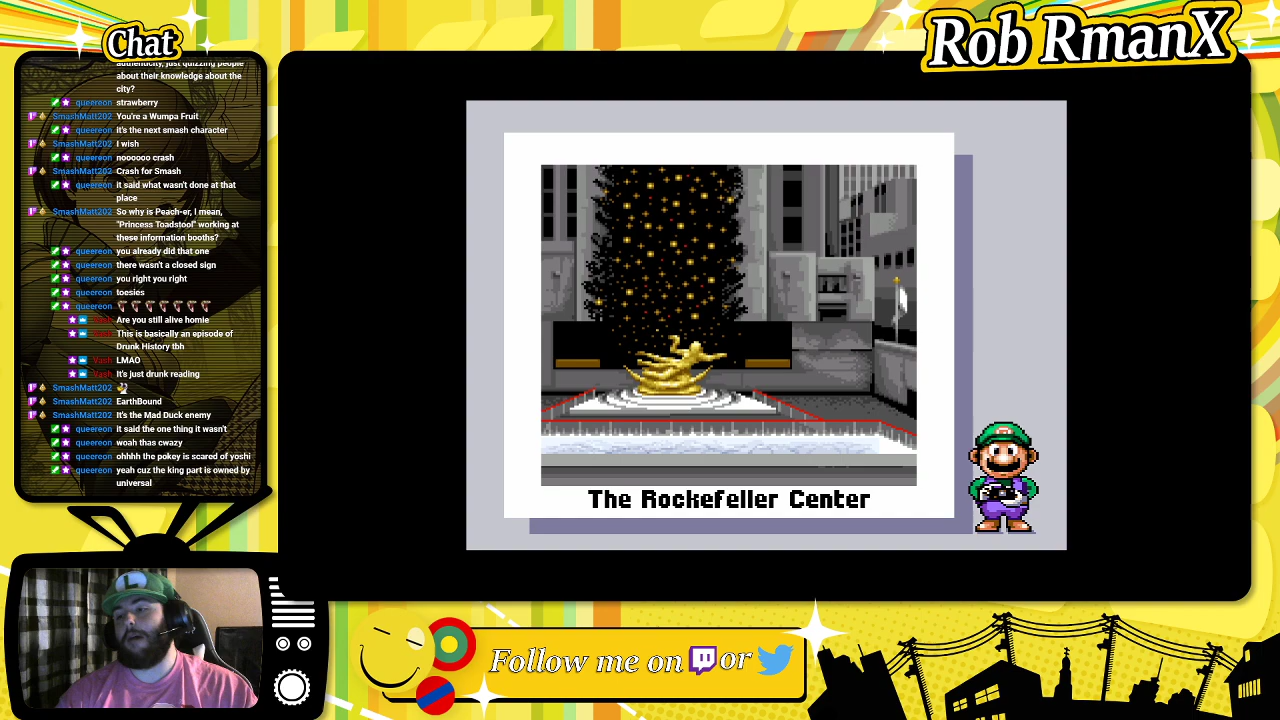 Chat
Rob RmanX
authenticity, just quizzing people
about their knowledge about the
city?
queereon strawberry
SmashMatt202 You're a Wumpa Fruit
queereon it's the next smash character
SmashMatt202 I wish
queereon noooooo crash
SmashMatt202 Crash for Smash
queereon it said what wasn't done at that
place
SmashMatt202 So why is Peach-er, I mean,
"Princess Toadstool" working at
these information booths?
queereon you already did that one
queereon there wasn't a closed sign
queereon you right you right
queereon toesies
queereon
Are you still alive homie
This is basically an episode of
Drunk History tbh
Vash LMAO
Vash It's just drunk reading
SmashMatt202
SmashMatt202 EarthBound
SmashMatt202 It's the Mad Duck enemy
queereon it said the one thing it wasn't
queereon woah thas cwazy
queereon ohhhh the pokey is scared of yoshi
queereon yeah cuz the king part is owned by
universal
The Rockefeller Center
L
Follow me on or